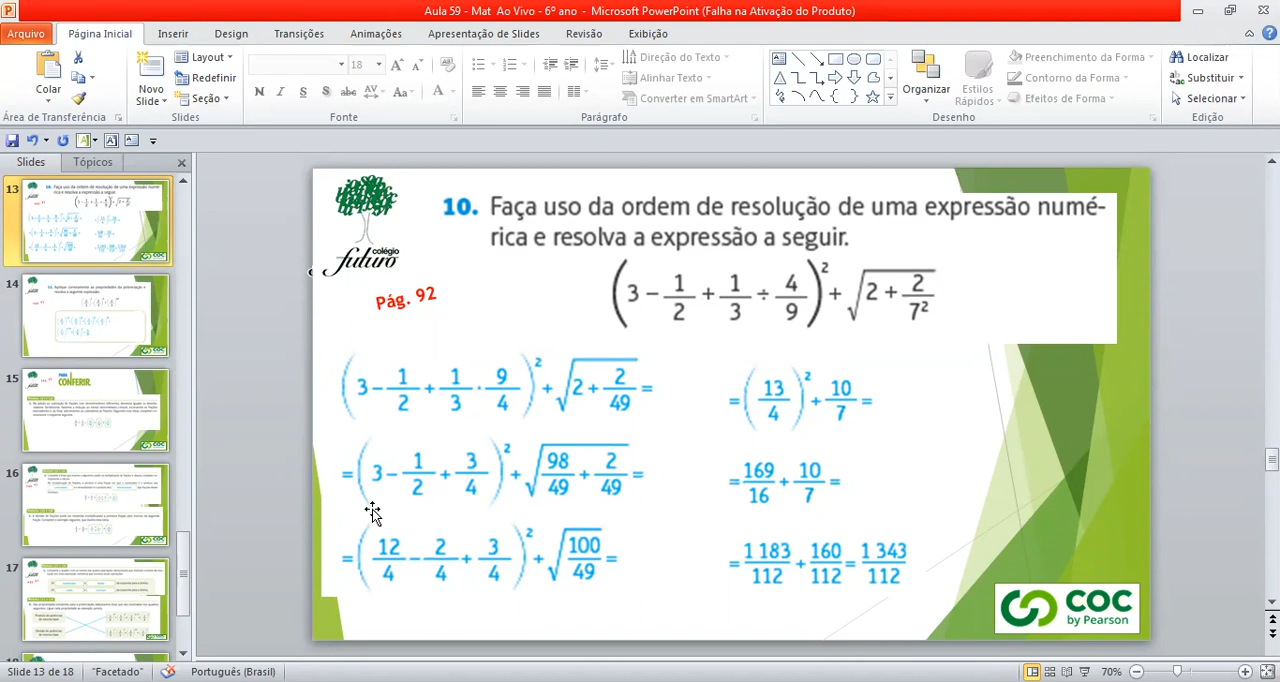 Aula 59 - Mat Ao Vivo - 6º ano - Microsoft PowerPoint (Falha na Ativação do Produto)
Arquivo Página Inicial Inserir Design Transições Animações Apresentação de Slides Revisão Exibição
Colar Novo Slide Layout Redefinir Seção 18 Direção do Texto Alinhar Texto Converter em SmartArt Organizar Estilos Rápidos Preenchimento da Forma Contorno da Forma Efeitos de Forma Localizar Substituir Selecionar
Área de Transferência Slides Fonte Parágrafo Desenho Edição
Slides Tópicos
13
14
15
16
17
colégio
futuro
Pág. 92
10. Faça uso da ordem de resolução de uma expressão numé-
rica e resolva a expressão a seguir.
(3 − 1/2 + 1/3 ÷ 4/9)² + √(2 + 2/7²)
(3 − 1/2 + 1/3 · 9/4)² + √(2 + 2/49) =
= (3 − 1/2 + 3/4)² + √(98/49 + 2/49) =
= (12/4 − 2/4 + 3/4)² + √(100/49) =
= (13/4)² + 10/7 =
= 169/16 + 10/7 =
= 1 183/112 + 160/112 = 1 343/112
COC
by Pearson
Slide 13 de 18 "Facetado" Português (Brasil) 70%